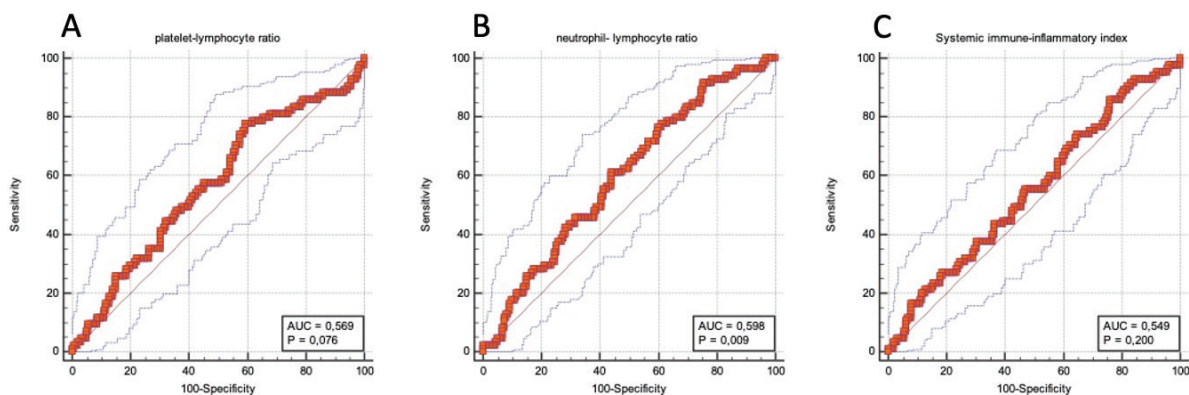 A
platelet-lymphocyte ratio
100
80
60
40
20
0
Sensitivity
0 20 40 60 80 100
100-Specificity
AUC = 0,569
P = 0,076
B
neutrophil- lymphocyte ratio
100
80
60
40
20
0
Sensitivity
0 20 40 60 80 100
100-Specificity
AUC = 0,598
P = 0,009
C
Systemic immune-inflammatory index
100
80
60
40
20
0
Sensitivity
0 20 40 60 80 100
100-Specificity
AUC = 0,549
P = 0,200